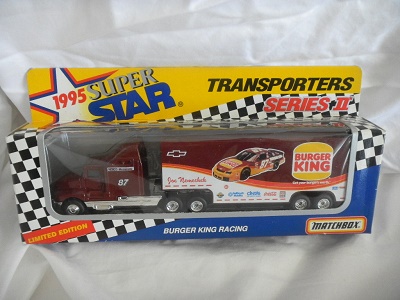 1995 SUPER STAR
TRANSPORTERS
SERIES II
BURGER KING
Joe Nemechek
87
LIMITED EDITION
BURGER KING RACING
MATCHBOX